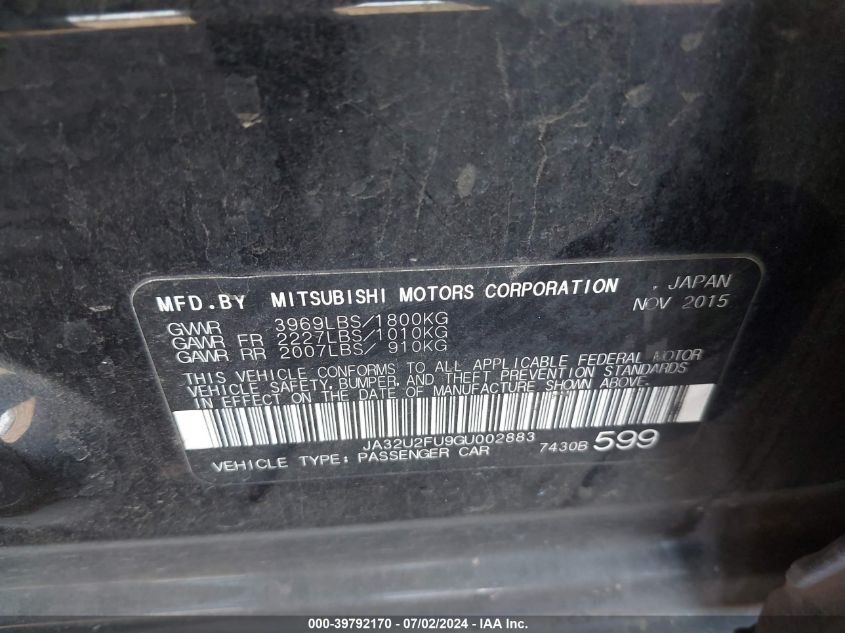 MFD.BY MITSUBISHI MOTORS CORPORATION , JAPAN
NOV 2015
GVWR 3969LBS/1800KG
GAWR FR 2227LBS/1010KG
GAWR RR 2007LBS/ 910KG
THIS VEHICLE CONFORMS TO ALL APPLICABLE FEDERAL MOTOR
VEHICLE SAFETY, BUMPER, AND THEFT PREVENTION STANDARDS
IN EFFECT ON THE DATE OF MANUFACTURE SHOWN ABOVE.
JA32U2FU9GU002883
VEHICLE TYPE: PASSENGER CAR 7430B 599
000-39792170 - 07/02/2024 - IAA Inc.